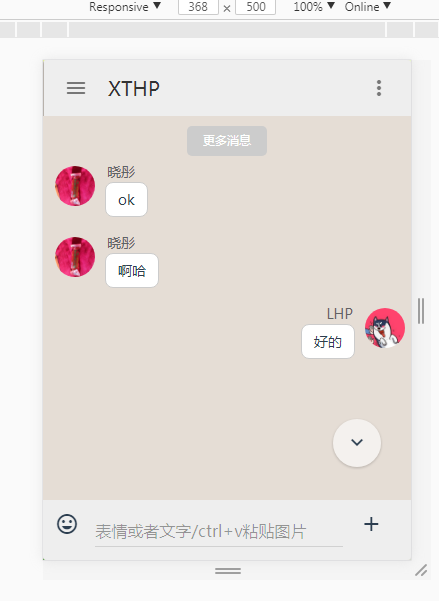 Responsive ▼ 368 × 500 100% ▼ Online ▼
XTHP
更多消息
晓彤
ok
晓彤
啊哈
LHP
好的
表情或者文字/ctrl+v粘贴图片